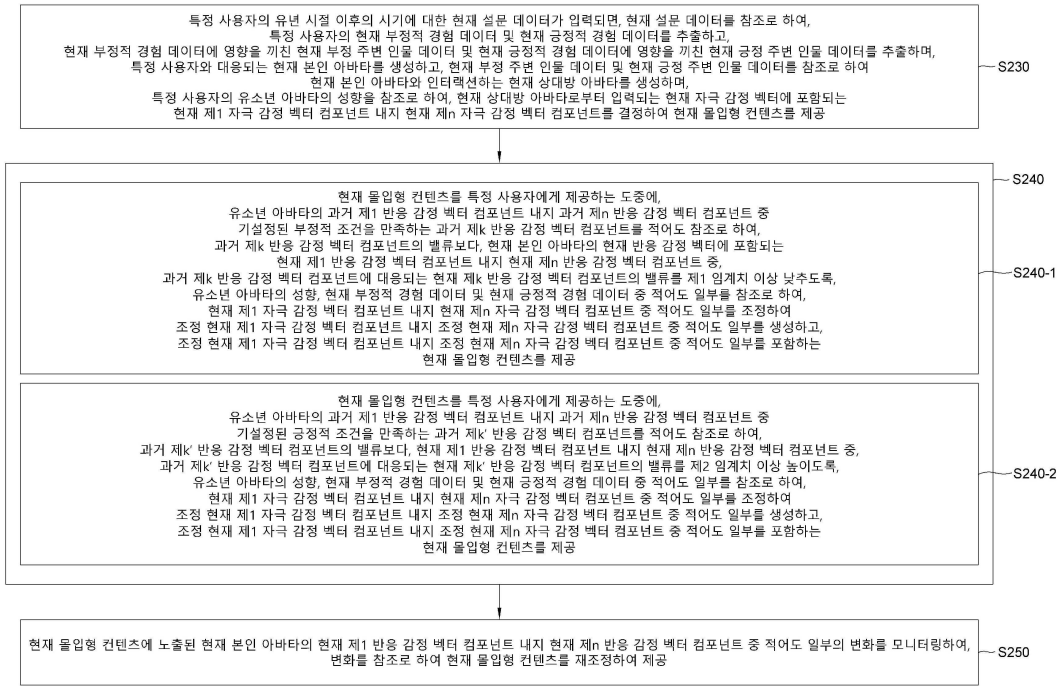 특정 사용자의 유년 시절 이후의 시기에 대한 현재 설문 데이터가 입력되면, 현재 설문 데이터를 참조로 하여,
특정 사용자의 현재 부정적 경험 데이터 및 현재 긍정적 경험 데이터를 추출하고,
현재 부정적 경험 데이터에 영향을 끼친 현재 부정 주변 인물 데이터 및 현재 긍정적 경험 데이터에 영향을 끼친 현재 긍정 주변 인물 데이터를 추출하며,
특정 사용자와 대응되는 현재 본인 아바타를 생성하고, 현재 부정 주변 인물 데이터 및 현재 긍정 주변 인물 데이터를 참조로 하여
현재 본인 아바타와 인터랙션하는 현재 상대방 아바타를 생성하며,
특정 사용자의 유소년 아바타의 성향을 참조로 하여, 현재 상대방 아바타로부터 입력되는 현재 자극 감정 벡터에 포함되는
현재 제1 자극 감정 벡터 컴포넌트 내지 현재 제n 자극 감정 벡터 컴포넌트를 결정하여 현재 몰입형 컨텐츠를 제공
S230
S240
현재 몰입형 컨텐츠를 특정 사용자에게 제공하는 도중에,
유소년 아바타의 과거 제1 반응 감정 벡터 컴포넌트 내지 과거 제n 반응 감정 벡터 컴포넌트 중
기설정된 부정적 조건을 만족하는 과거 제k 반응 감정 벡터 컴포넌트를 적어도 참조로 하여,
과거 제k 반응 감정 벡터 컴포넌트의 밸류보다, 현재 본인 아바타의 현재 반응 감정 벡터에 포함되는
현재 제1 반응 감정 벡터 컴포넌트 내지 현재 제n 반응 감정 벡터 컴포넌트 중,
과거 제k 반응 감정 벡터 컴포넌트에 대응되는 현재 제k 반응 감정 벡터 컴포넌트의 밸류를 제1 임계치 이상 낮추도록,
유소년 아바타의 성향, 현재 부정적 경험 데이터 및 현재 긍정적 경험 데이터 중 적어도 일부를 참조로 하여,
현재 제1 자극 감정 벡터 컴포넌트 내지 현재 제n 자극 감정 벡터 컴포넌트 중 적어도 일부를 조정하여
조정 현재 제1 자극 감정 벡터 컴포넌트 내지 조정 현재 제n 자극 감정 벡터 컴포넌트 중 적어도 일부를 생성하고,
조정 현재 제1 자극 감정 벡터 컴포넌트 내지 조정 현재 제n 자극 감정 벡터 컴포넌트 중 적어도 일부를 포함하는
현재 몰입형 컨텐츠를 제공
S240-1
현재 몰입형 컨텐츠를 특정 사용자에게 제공하는 도중에,
유소년 아바타의 과거 제1 반응 감정 벡터 컴포넌트 내지 과거 제n 반응 감정 벡터 컴포넌트 중
기설정된 긍정적 조건을 만족하는 과거 제k' 반응 감정 벡터 컴포넌트를 적어도 참조로 하여,
과거 제k' 반응 감정 벡터 컴포넌트의 밸류보다, 현재 제1 반응 감정 벡터 컴포넌트 내지 현재 제n 반응 감정 벡터 컴포넌트 중,
과거 제k' 반응 감정 벡터 컴포넌트에 대응되는 현재 제k' 반응 감정 벡터 컴포넌트의 밸류를 제2 임계치 이상 높이도록,
유소년 아바타의 성향, 현재 부정적 경험 데이터 및 현재 긍정적 경험 데이터 중 적어도 일부를 참조로 하여,
현재 제1 자극 감정 벡터 컴포넌트 내지 현재 제n 자극 감정 벡터 컴포넌트 중 적어도 일부를 조정하여
조정 현재 제1 자극 감정 벡터 컴포넌트 내지 조정 현재 제n 자극 감정 벡터 컴포넌트 중 적어도 일부를 생성하고,
조정 현재 제1 자극 감정 벡터 컴포넌트 내지 조정 현재 제n 자극 감정 벡터 컴포넌트 중 적어도 일부를 포함하는
현재 몰입형 컨텐츠를 제공
S240-2
현재 몰입형 컨텐츠에 노출된 현재 본인 아바타의 현재 제1 반응 감정 벡터 컴포넌트 내지 현재 제n 반응 감정 벡터 컴포넌트 중 적어도 일부의 변화를 모니터링하여,
변화를 참조로 하여 현재 몰입형 컨텐츠를 재조정하여 제공
S250